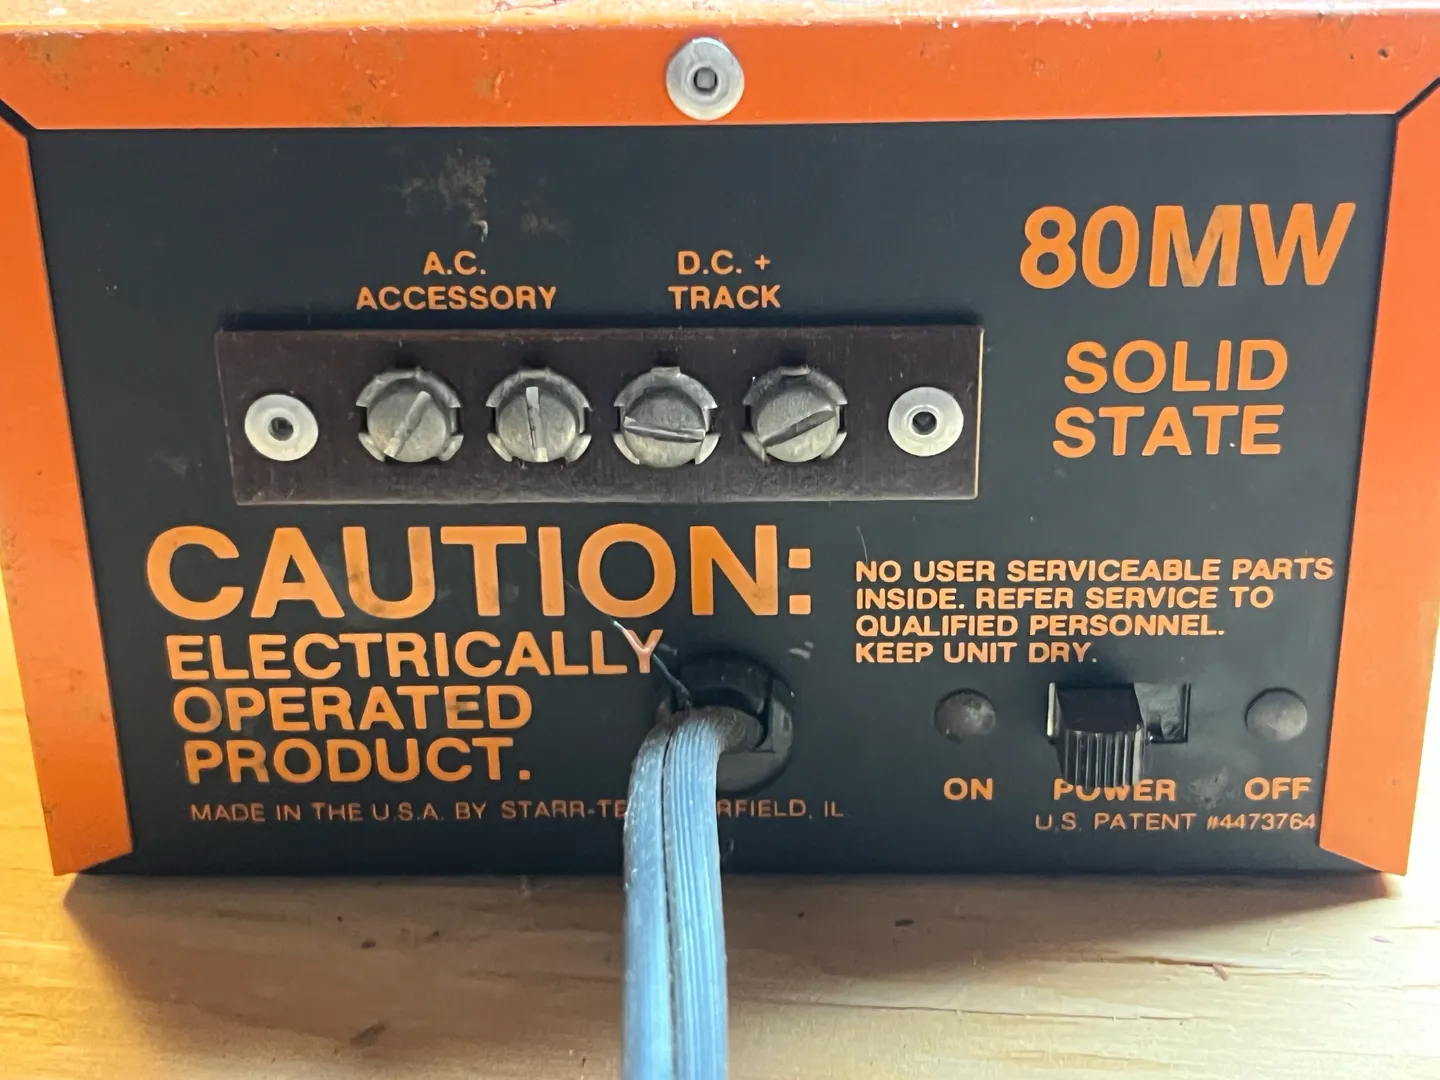 A.C.
ACCESSORY
D.C. +
TRACK
80MW
SOLID
STATE
CAUTION:
ELECTRICALLY
OPERATED
PRODUCT.
NO USER SERVICEABLE PARTS
INSIDE. REFER SERVICE TO
QUALIFIED PERSONNEL.
KEEP UNIT DRY.
ON
POWER
OFF
MADE IN THE U.S.A. BY IL
U.S. PATENT #4473764